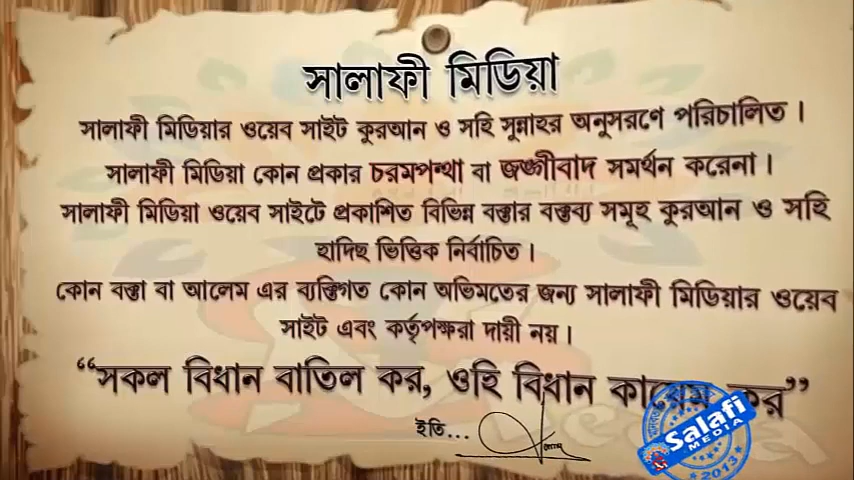 সালাফী মিডিয়া
সালাফী মিডিয়ার ওয়েব সাইট কুরআন ও সহি সুন্নাহর অনুসরণে পরিচালিত।
সালাফী মিডিয়া কোন প্রকার চরমপন্থা বা জঙ্গীবাদ সমর্থন করেনা।
সালাফী মিডিয়া ওয়েব সাইটে প্রকাশিত বিভিন্ন বক্তার বক্তব্য সমূহ কুরআন ও সহি
হাদিছ ভিত্তিক নির্বাচিত।
কোন বক্তা বা আলেম এর ব্যক্তিগত কোন অভিমতের জন্য সালাফী মিডিয়ার ওয়েব
সাইট এবং কর্তৃপক্ষরা দায়ী নয়।
“সকল বিধান বাতিল কর, ওহি বিধান কায়েম কর”
ইতি...
Salafi
MEDIA
2013